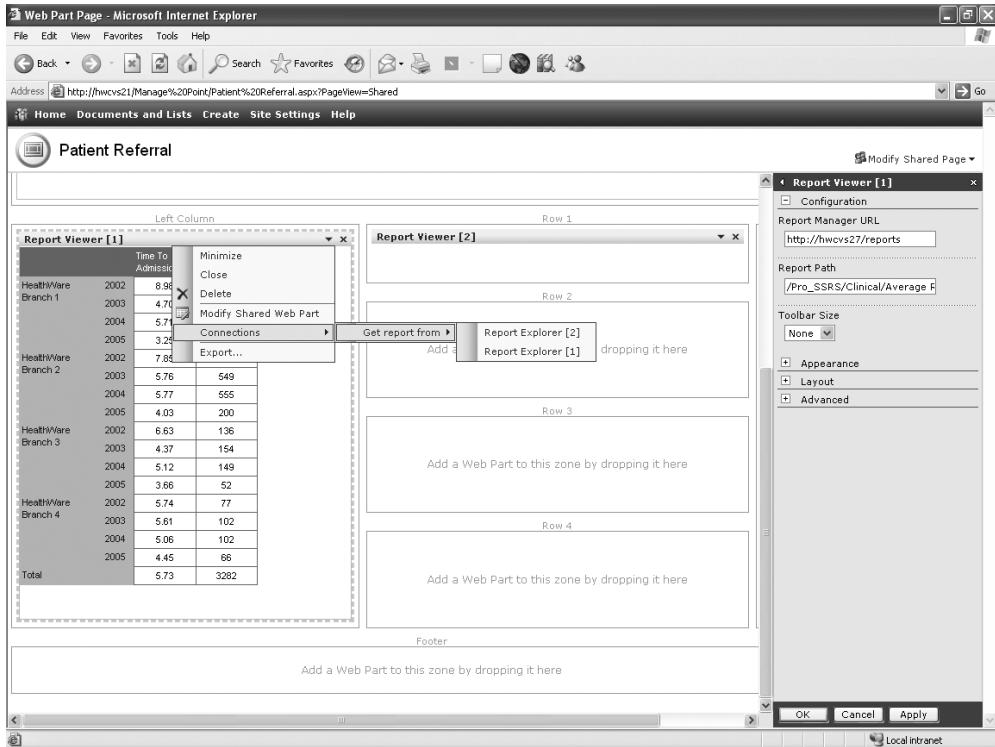 Web Part Page - Microsoft Internet Explorer
File Edit View Favorites Tools Help
Back Search Favorites
Address http://hwcvs21/Manage%20Point/Patient%20Referral.aspx?PageView=Shared Go
Home Documents and Lists Create Site Settings Help
Patient Referral
Modify Shared Page
Left Column
Report Viewer [1]
Time To
Admissio
HealthWare Branch 1 2002 8.98
2003 4.70
2004 5.71
2005 3.25
HealthWare Branch 2 2002 7.85
2003 5.76 549
2004 5.77 555
2005 4.03 200
HealthWare Branch 3 2002 6.63 136
2003 4.37 154
2004 5.12 149
2005 3.66 52
HealthWare Branch 4 2002 5.74 77
2003 5.61 102
2004 5.06 102
2005 4.45 66
Total 5.73 3282
Minimize
Close
Delete
Modify Shared Web Part
Connections
Export...
Get report from
Report Explorer [2]
Report Explorer [1]
Row 1
Report Viewer [2]
Row 2
Add a dropping it here
Row 3
Add a Web Part to this zone by dropping it here
Row 4
Add a Web Part to this zone by dropping it here
Footer
Add a Web Part to this zone by dropping it here
Report Viewer [1]
Configuration
Report Manager URL
http://hwcvs27/reports
Report Path
/Pro_SSRS/Clinical/Average
Toolbar Size
None
Appearance
Layout
Advanced
OK Cancel Apply
Local intranet